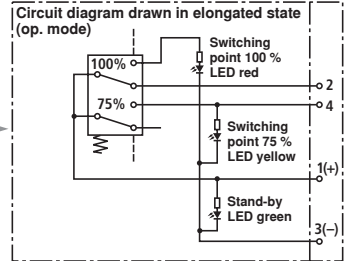 Circuit diagram drawn in elongated state
(op. mode)
100%
75%
Switching
point 100 %
LED red
2
4
Switching
point 75 %
LED yellow
1(+)
Stand-by
LED green
3(–)